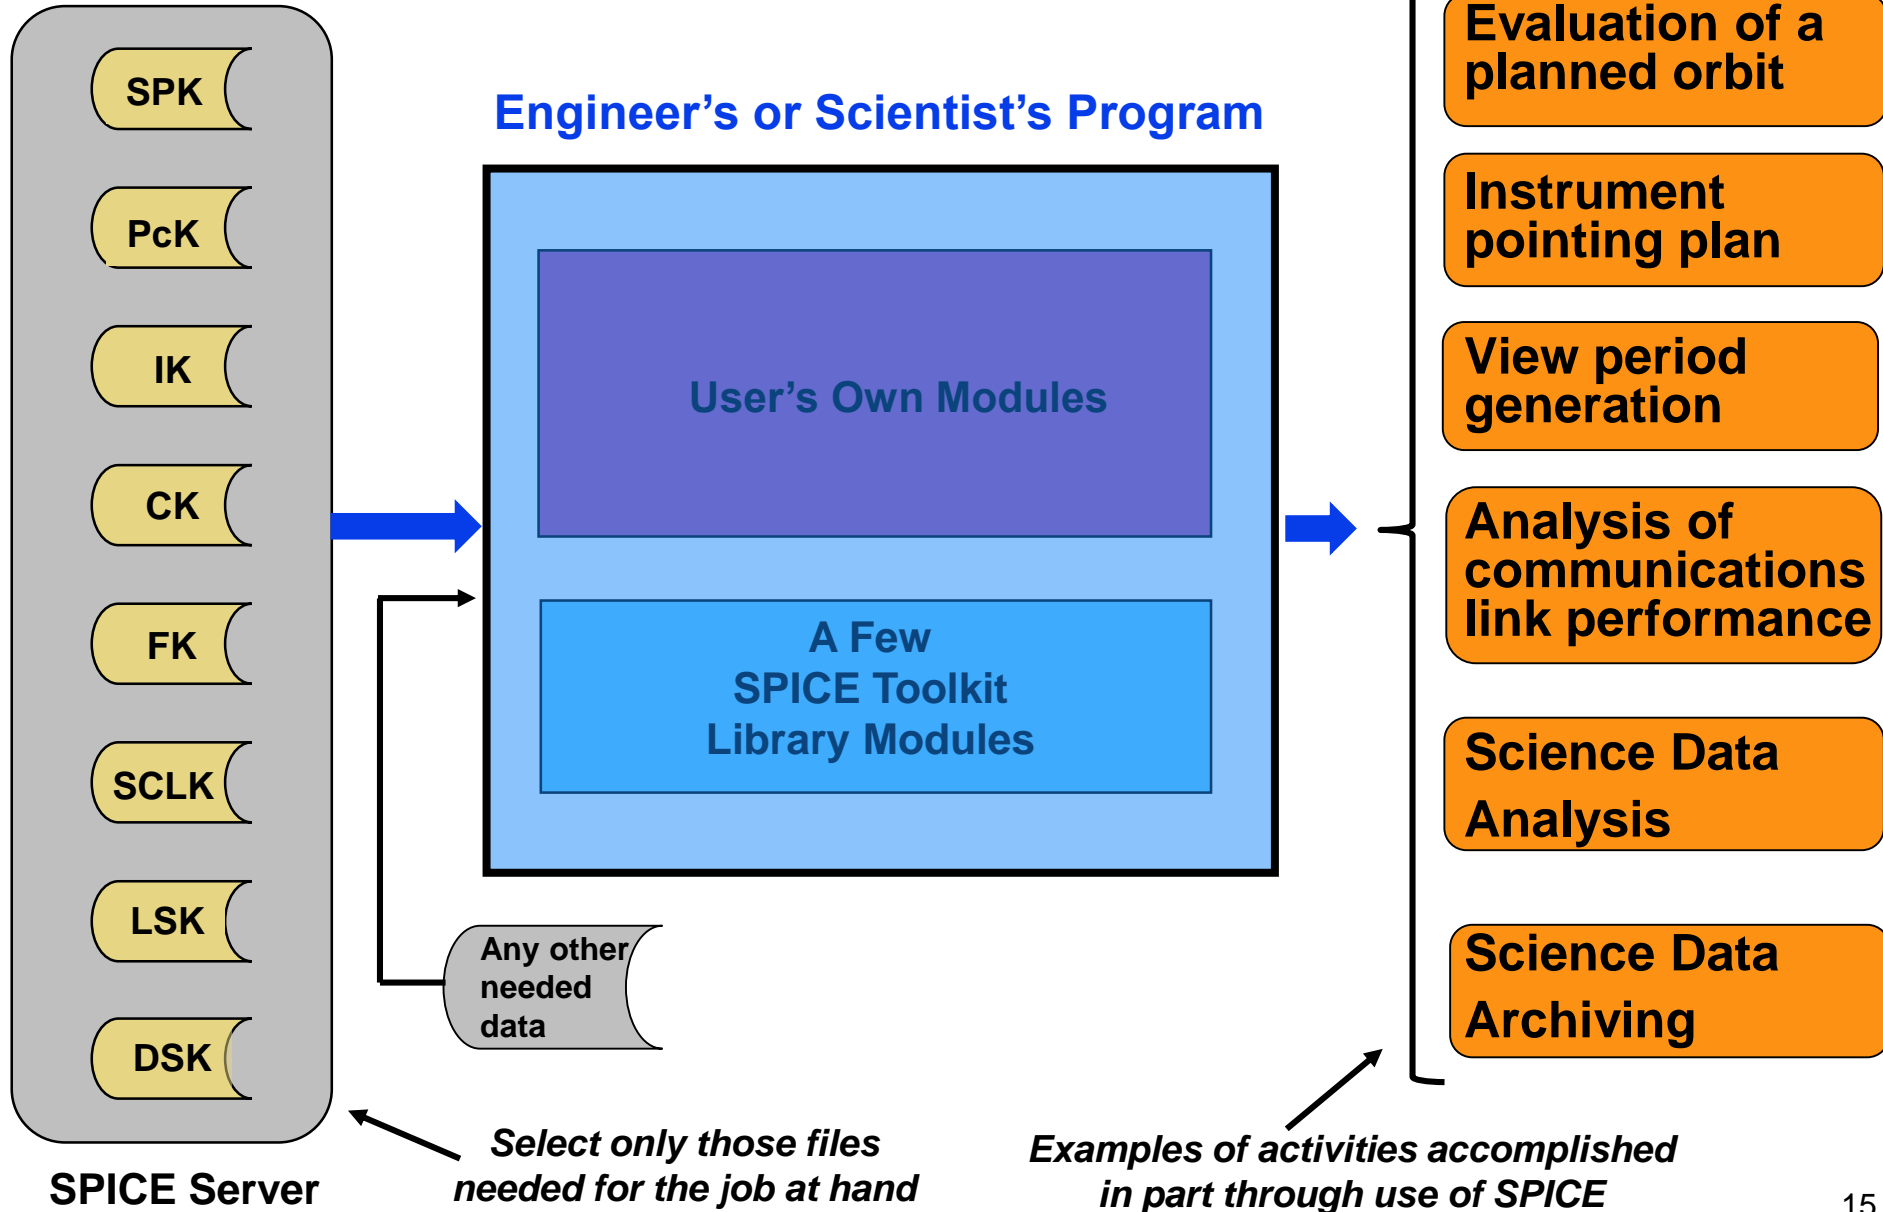 SPK
PcK
IK
CK
FK
SCLK
LSK
DSK
SPICE Server
Engineer’s or Scientist’s Program
User’s Own Modules
A Few
SPICE Toolkit
Library Modules
Any other
needed
data
Select only those files
needed for the job at hand
Evaluation of a
planned orbit
Instrument
pointing plan
View period
generation
Analysis of
communications
link performance
Science Data
Analysis
Science Data
Archiving
Examples of activities accomplished
in part through use of SPICE
15